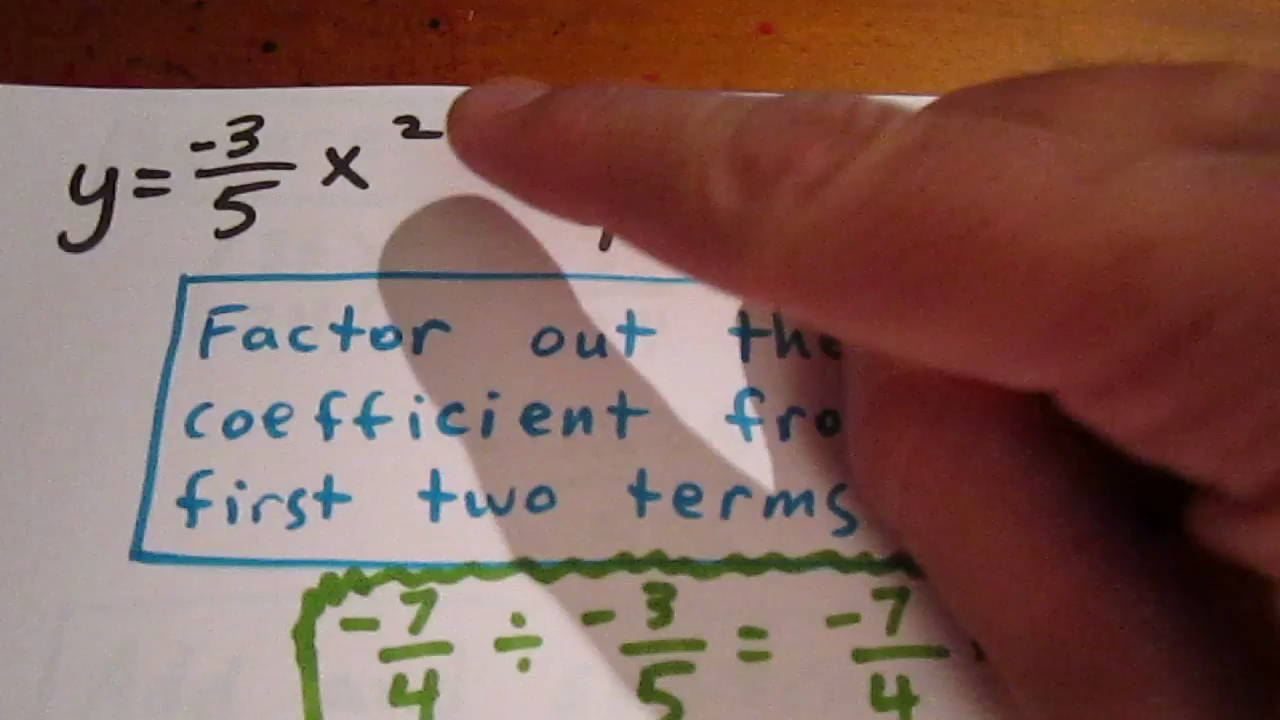 y = -3/5 x²
Factor out the
coefficient fro
first two terms
-7/4 ÷ -3/5 = -7/4